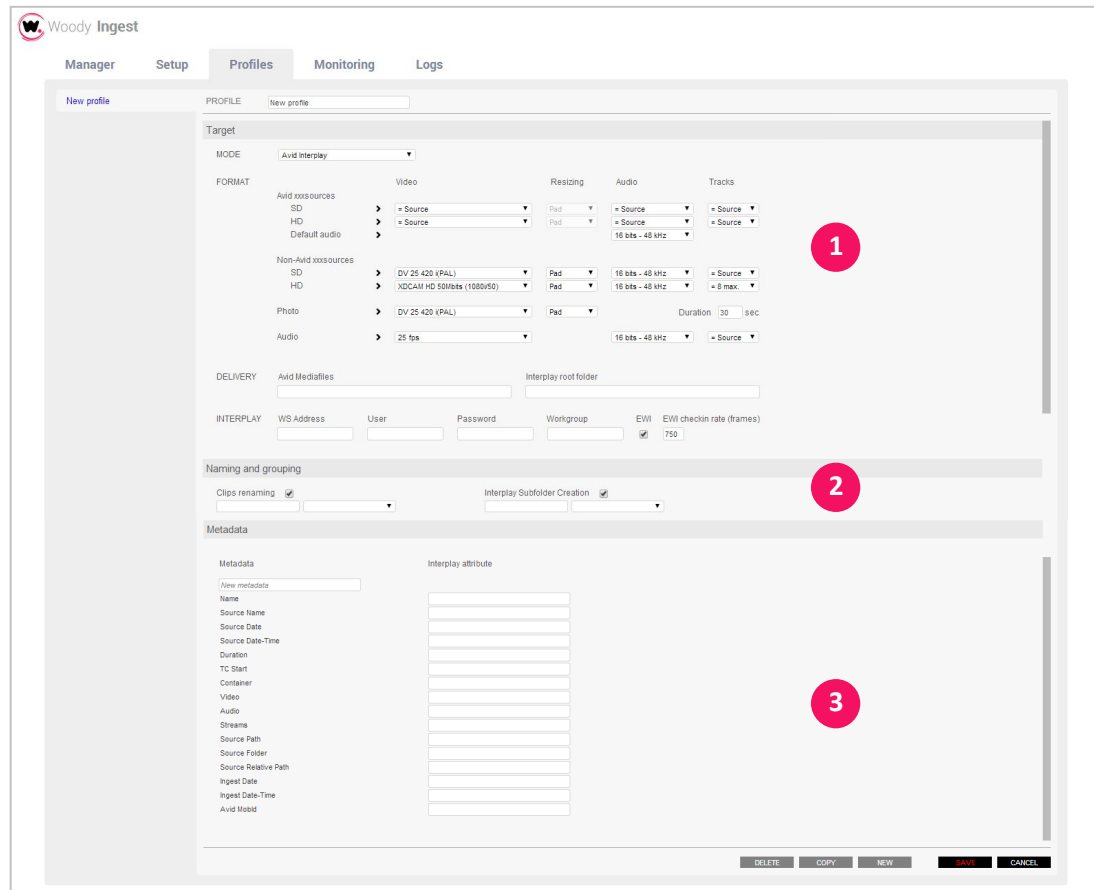 W. Woody Ingest
Manager Setup Profiles Monitoring Logs
New profile
PROFILE New profile
Target
MODE Avid Interplay
FORMAT Video Resizing Audio Tracks
Avid xxxsources
SD = Source Pad = Source = Source
HD = Source Pad = Source = Source
Default audio 16 bits - 48 kHz
1
Non-Avid xxxsources
SD DV 25 420 i(PAL) Pad 16 bits - 48 kHz = Source
HD XDCAM HD 50Mbits (1080i/50) Pad 16 bits - 48 kHz = 8 max.
Photo DV 25 420 i(PAL) Pad Duration 30 sec
Audio 25 fps 16 bits - 48 kHz = Source
DELIVERY Avid Mediafiles Interplay root folder
INTERPLAY WS Address User Password Workgroup EWI EWI checkin rate (frames)
750
Naming and grouping
2
Clips renaming Interplay Subfolder Creation
Metadata
Metadata Interplay attribute
New metadata
Name
Source Name
Source Date
Source Date-Time
Duration
TC Start
Container
Video
Audio
3
Streams
Source Path
Source Folder
Source Relative Path
Ingest Date
Ingest Date-Time
Avid MobId
DELETE COPY NEW SAVE CANCEL